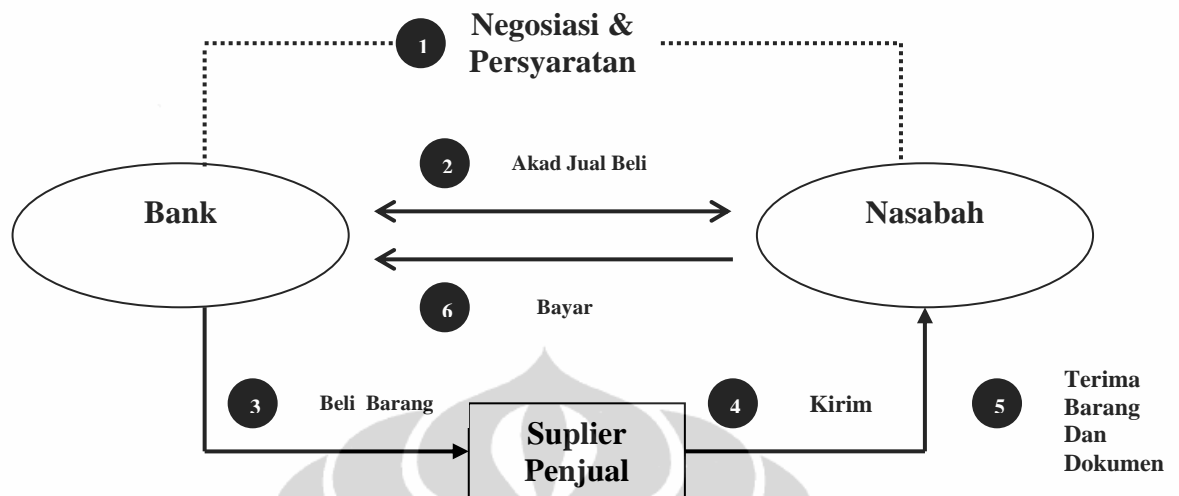 1 Negosiasi &
Persyaratan
2 Akad Jual Beli
Bank
Nasabah
6 Bayar
3 Beli Barang
4 Kirim
5 Terima
Barang
Dan
Dokumen
Suplier
Penjual